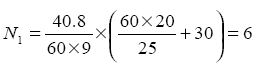 N₁ = 40.8 / (60×9) × (60×20 / 25 + 30) = 6